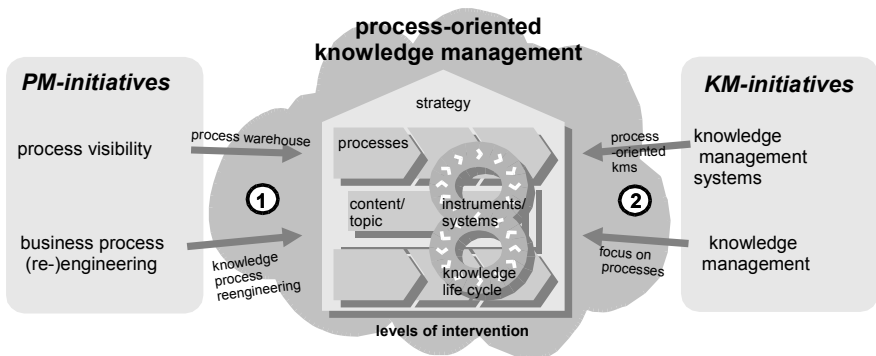 process-oriented
knowledge management
PM-initiatives
process visibility
business process
(re-)engineering
process warehouse
1
knowledge
process
reengineering
strategy
processes
content/
topic
instruments/
systems
knowledge
life cycle
levels of intervention
process
-oriented
kms
2
focus on
processes
KM-initiatives
knowledge
management
systems
knowledge
management